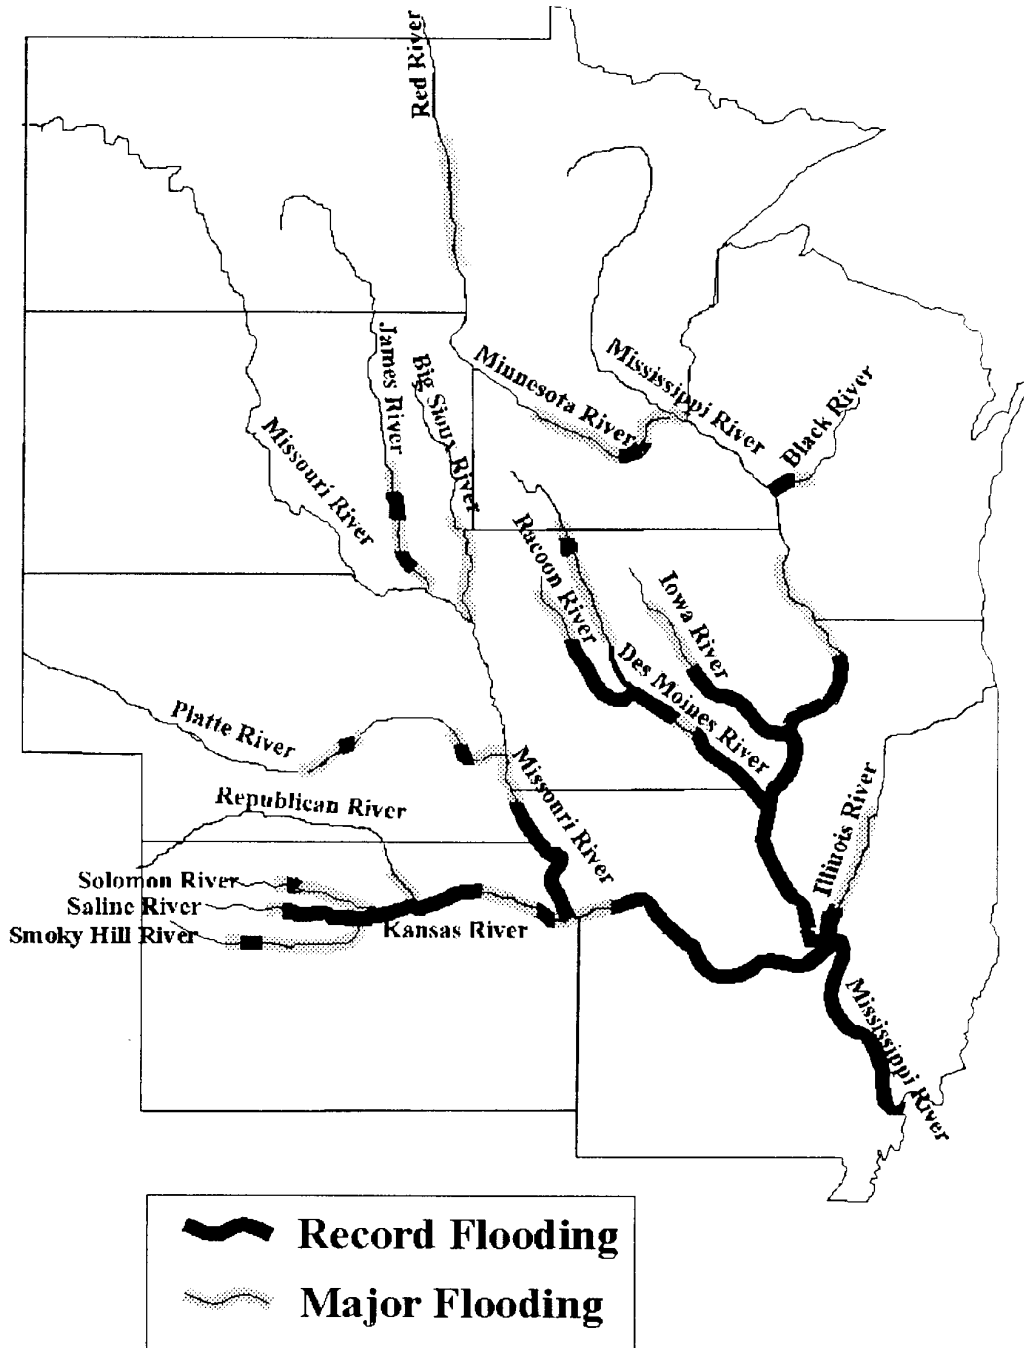 Red River
James River
Big Sioux River
Minnesota River
Mississippi River
Black River
Missouri River
Racoon River
Iowa River
Des Moines River
Platte River
Missouri River
Republican River
Illinois River
Solomon River
Saline River
Smoky Hill River
Kansas River
Mississippi River
Record Flooding
Major Flooding